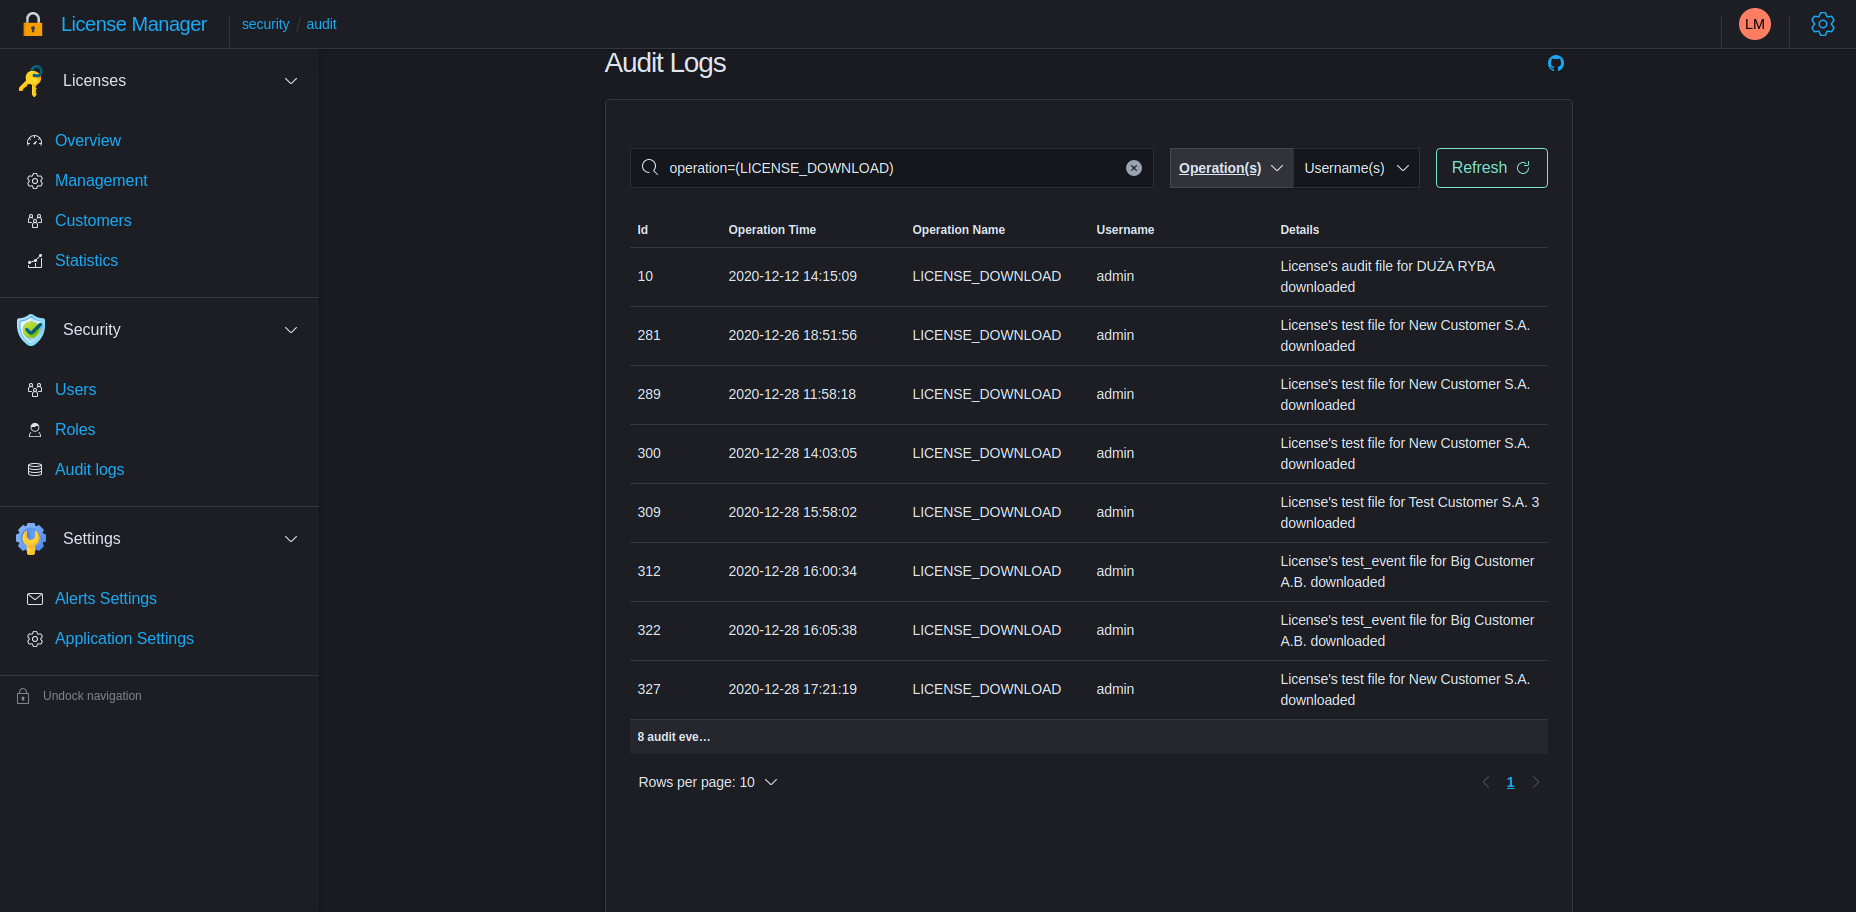 License Manager
security / audit
LM
Licenses
Overview
Management
Customers
Statistics
Security
Users
Roles
Audit logs
Settings
Alerts Settings
Application Settings
Undock navigation
Audit Logs
operation=(LICENSE_DOWNLOAD)
Operation(s)
Username(s)
Refresh
Id Operation Time Operation Name Username Details
10 2020-12-12 14:15:09 LICENSE_DOWNLOAD admin License's audit file for DUŻA RYBA
downloaded
281 2020-12-26 18:51:56 LICENSE_DOWNLOAD admin License's test file for New Customer S.A.
downloaded
289 2020-12-28 11:58:18 LICENSE_DOWNLOAD admin License's test file for New Customer S.A.
downloaded
300 2020-12-28 14:03:05 LICENSE_DOWNLOAD admin License's test file for New Customer S.A.
downloaded
309 2020-12-28 15:58:02 LICENSE_DOWNLOAD admin License's test file for Test Customer S.A. 3
downloaded
312 2020-12-28 16:00:34 LICENSE_DOWNLOAD admin License's test_event file for Big Customer
A.B. downloaded
322 2020-12-28 16:05:38 LICENSE_DOWNLOAD admin License's test_event file for Big Customer
A.B. downloaded
327 2020-12-28 17:21:19 LICENSE_DOWNLOAD admin License's test file for New Customer S.A.
downloaded
8 audit eve…
Rows per page: 10
1